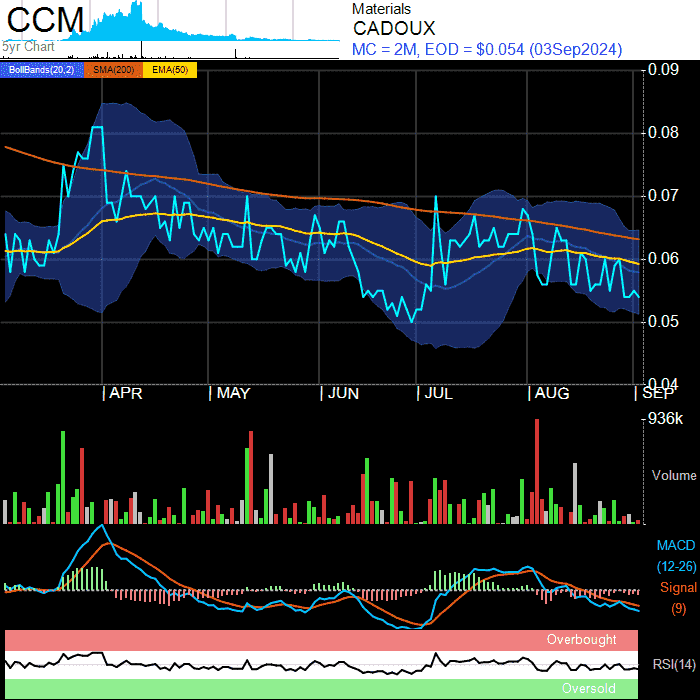 CCM
5yr Chart
Materials
CADOUX
MC = 2M, EOD = $0.054 (03Sep2024)
BollBands(20,2) SMA(200) EMA(50)
0.09
0.08
0.07
0.06
0.05
0.04
APR MAY JUN JUL AUG SEP
936k
Volume
MACD
(12-26)
Signal
(9)
Overbought
RSI(14)
Oversold